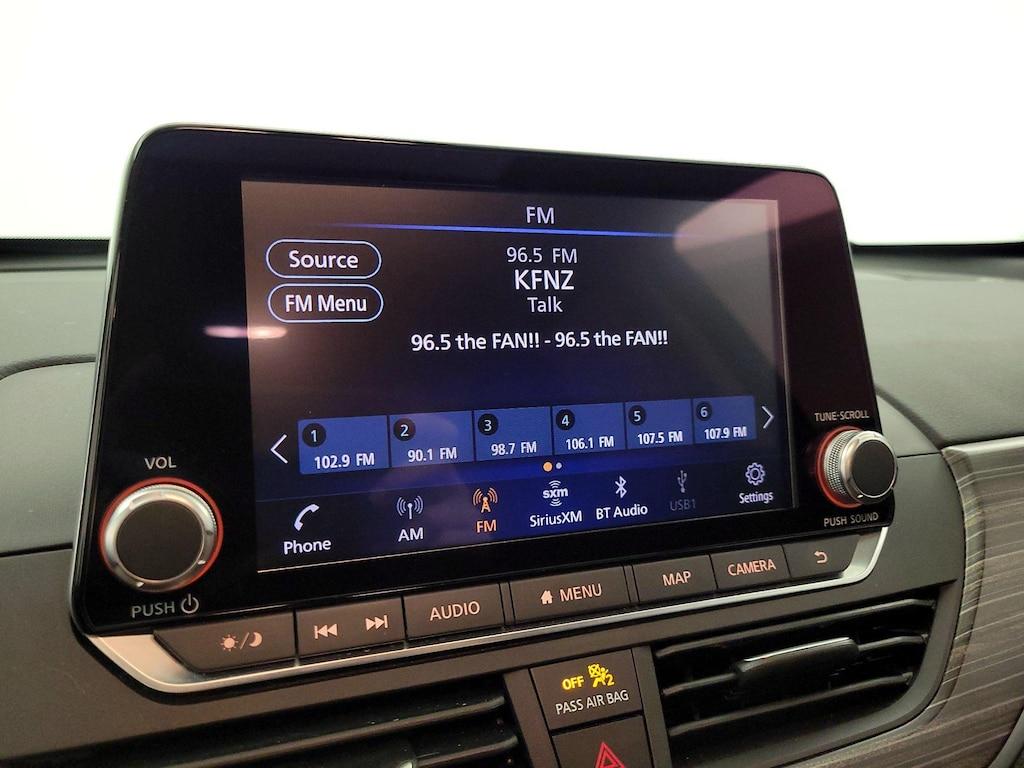 FM
Source
96.5 FM
KFNZ
FM Menu
Talk
96.5 the FAN!! - 96.5 the FAN!!
1 102.9 FM
2 90.1 FM
3 98.7 FM
4 106.1 FM
5 107.5 FM
6 107.9 FM
TUNE·SCROLL
VOL
Phone
AM
FM
sxm
SiriusXM
BT Audio
USB1
Settings
PUSH SOUND
PUSH
AUDIO
MENU
MAP
CAMERA
OFF 2
PASS AIR BAG